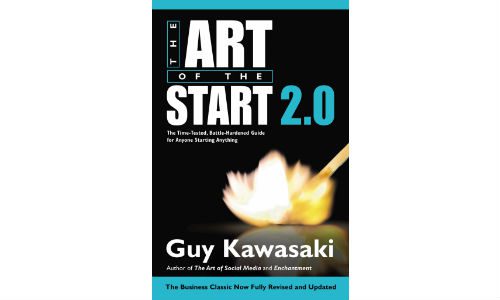 THE
ART
OF THE
START 2.0
The Time-Tested, Battle-Hardened Guide
for Anyone Starting Anything
Guy Kawasaki
Author of The Art of Social Media and Enchantment
The Business Classic Now Fully Revised and Updated